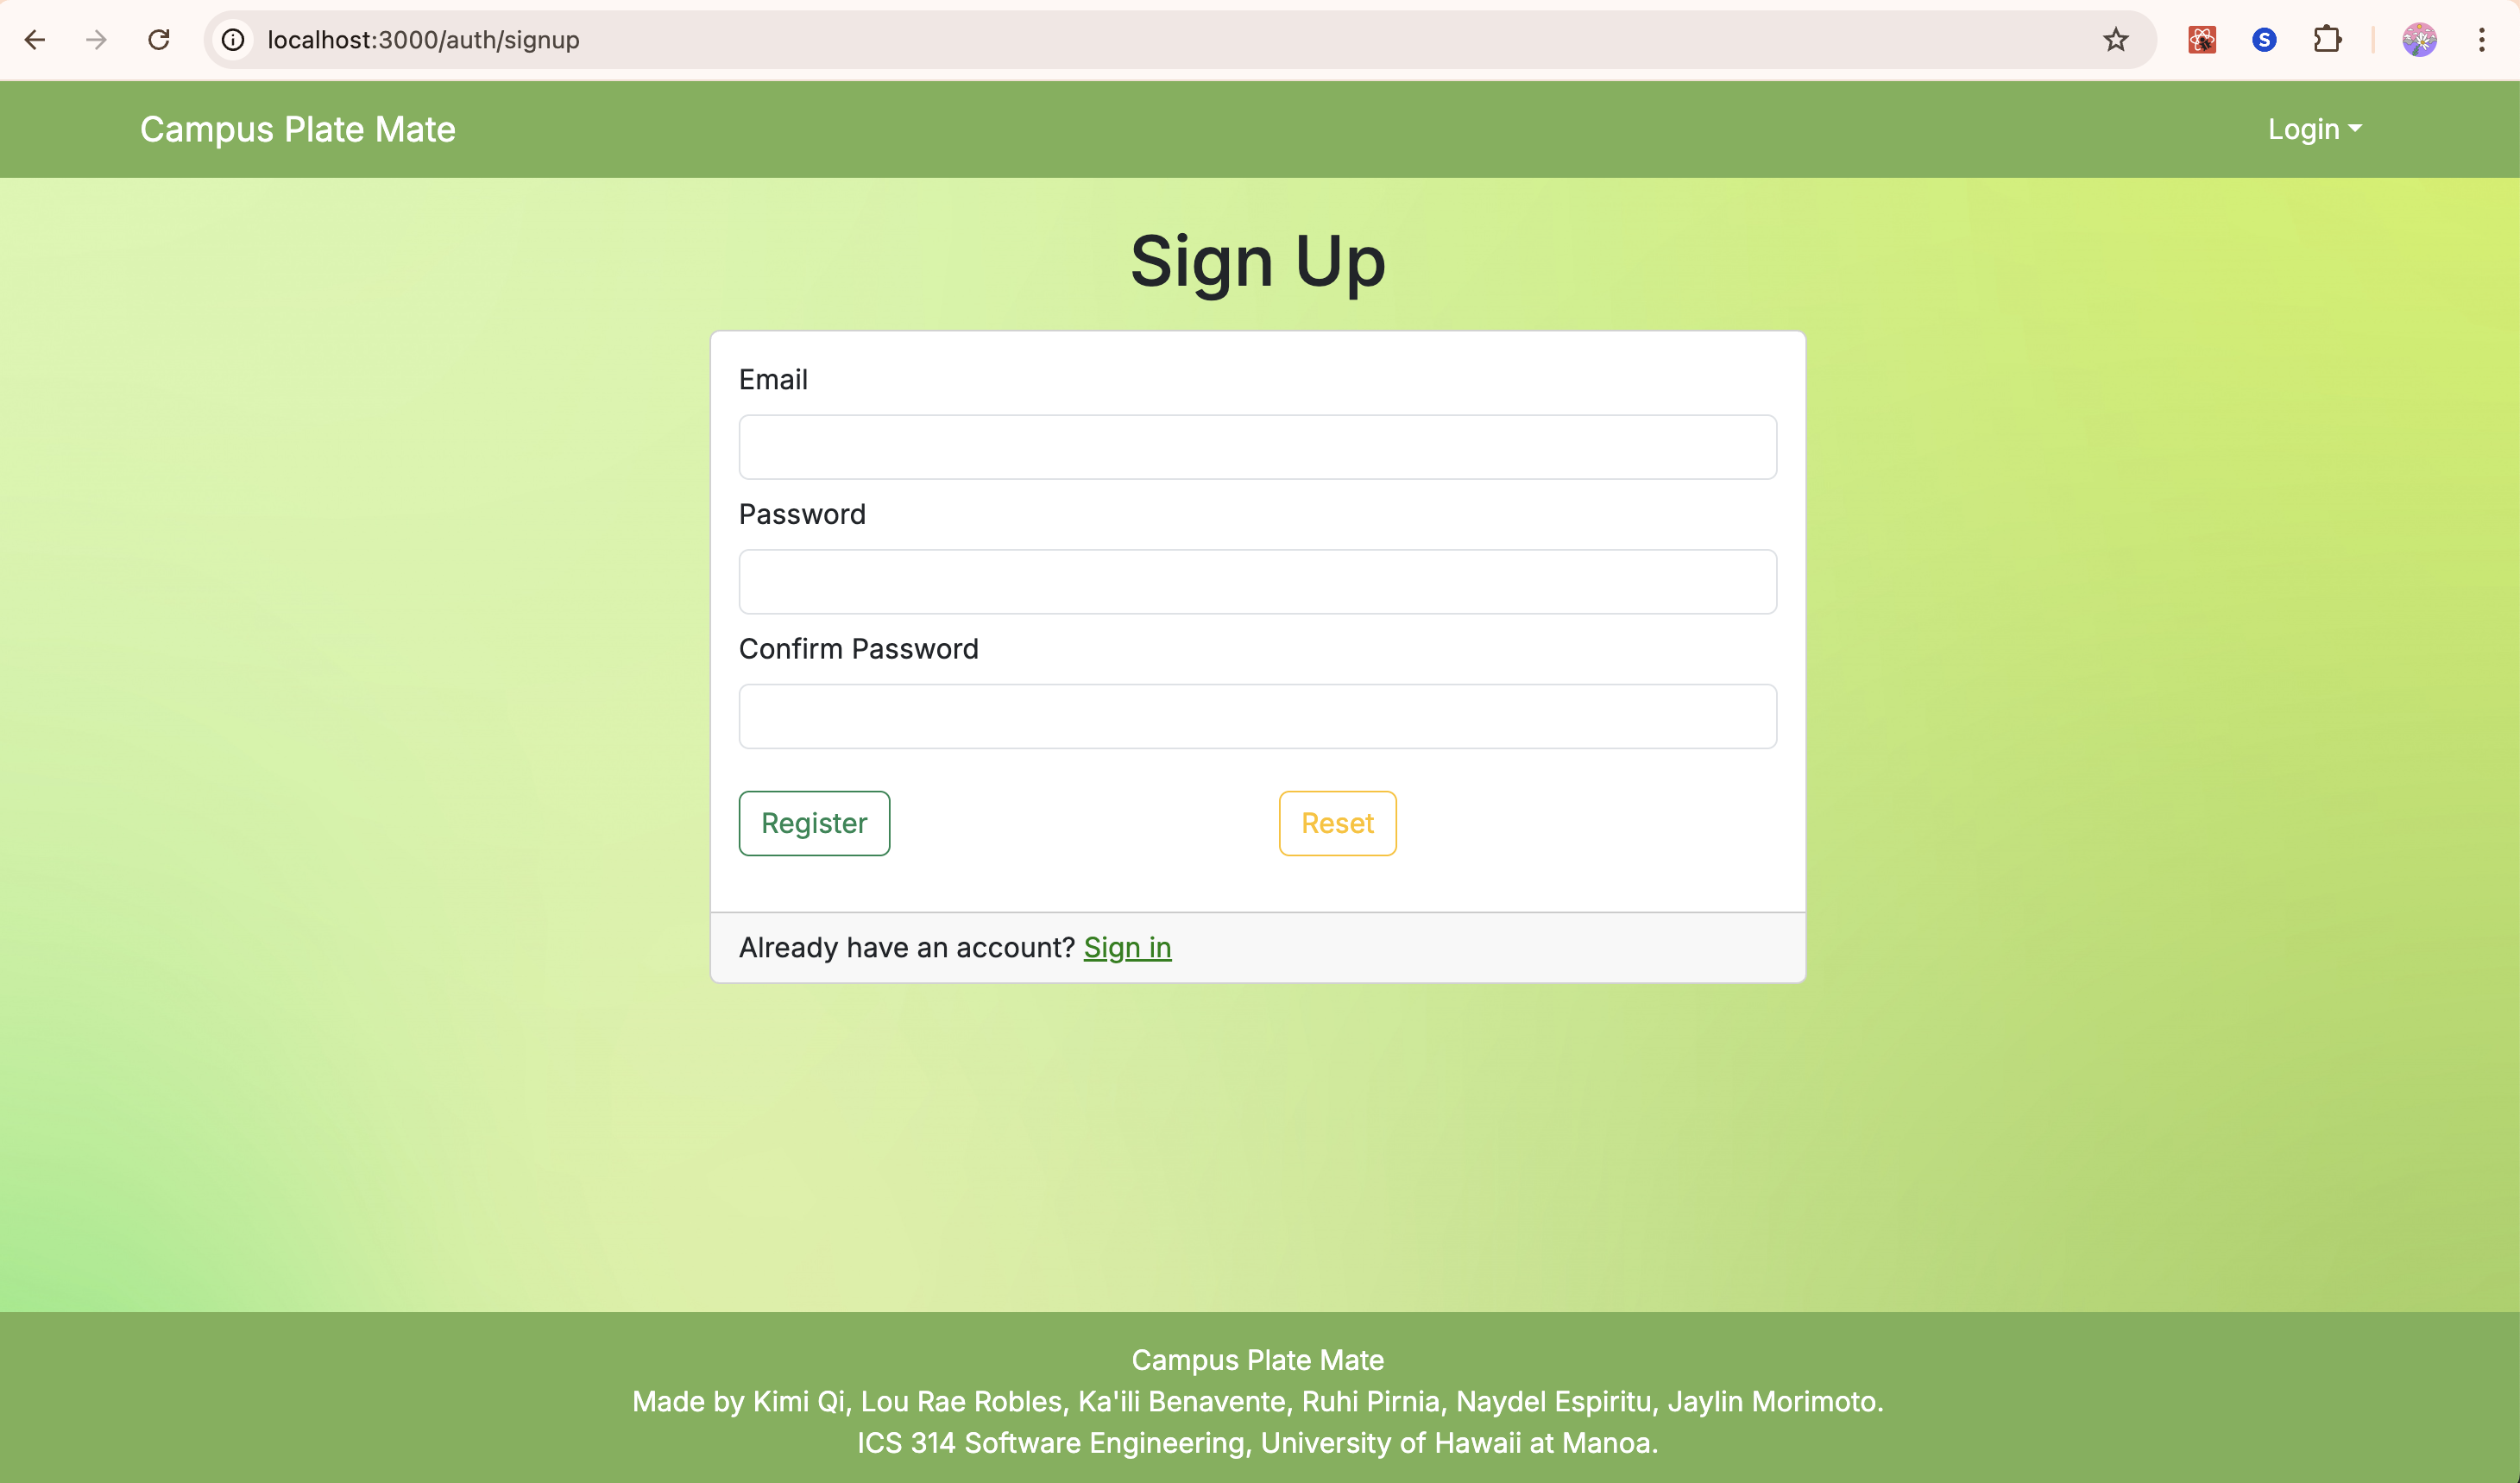 localhost:3000/auth/signup
S
Campus Plate Mate
Login
Sign Up
Email
Password
Confirm Password
Register
Reset
Already have an account? Sign in
Campus Plate Mate
Made by Kimi Qi, Lou Rae Robles, Ka'ili Benavente, Ruhi Pirnia, Naydel Espiritu, Jaylin Morimoto.
ICS 314 Software Engineering, University of Hawaii at Manoa.